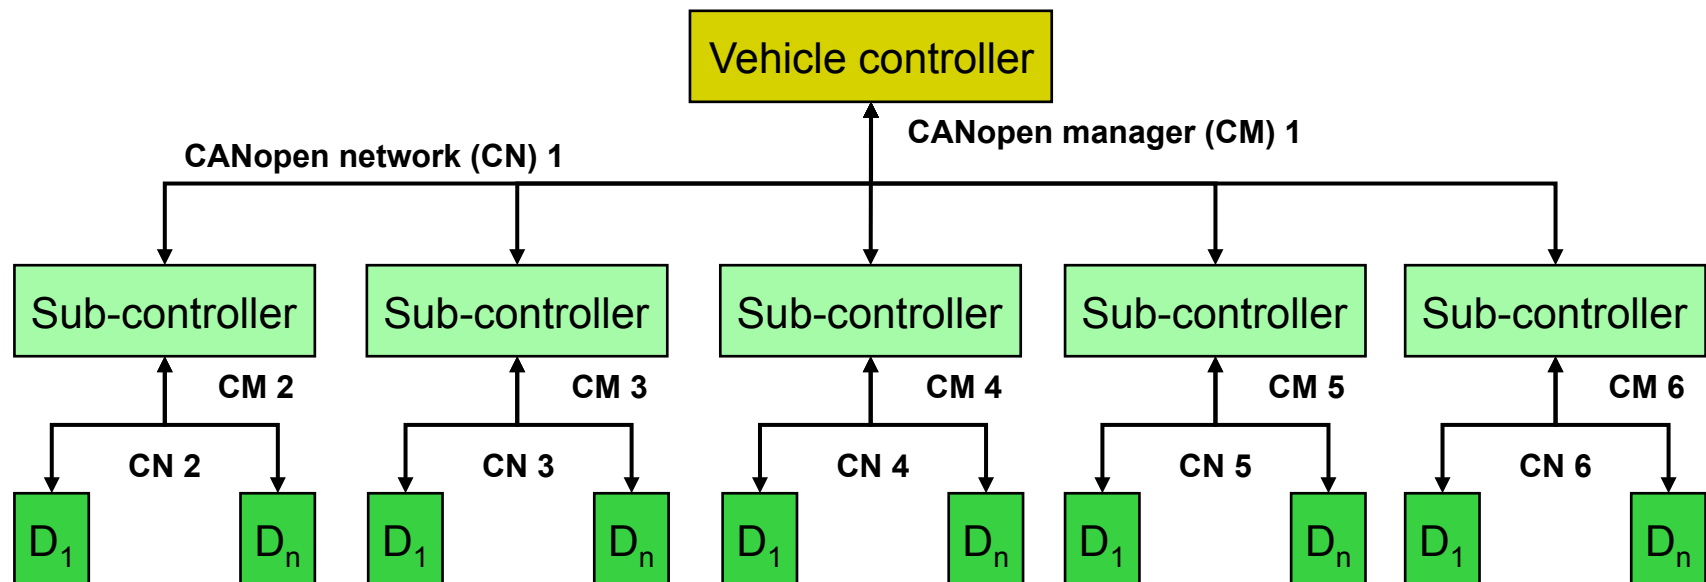 Vehicle controller
CANopen manager (CM) 1
CANopen network (CN) 1
Sub-controller
Sub-controller
Sub-controller
Sub-controller
Sub-controller
CM 2
CM 3
CM 4
CM 5
CM 6
CN 2
CN 3
CN 4
CN 5
CN 6
D₁
Dₙ
D₁
Dₙ
D₁
Dₙ
D₁
Dₙ
D₁
Dₙ